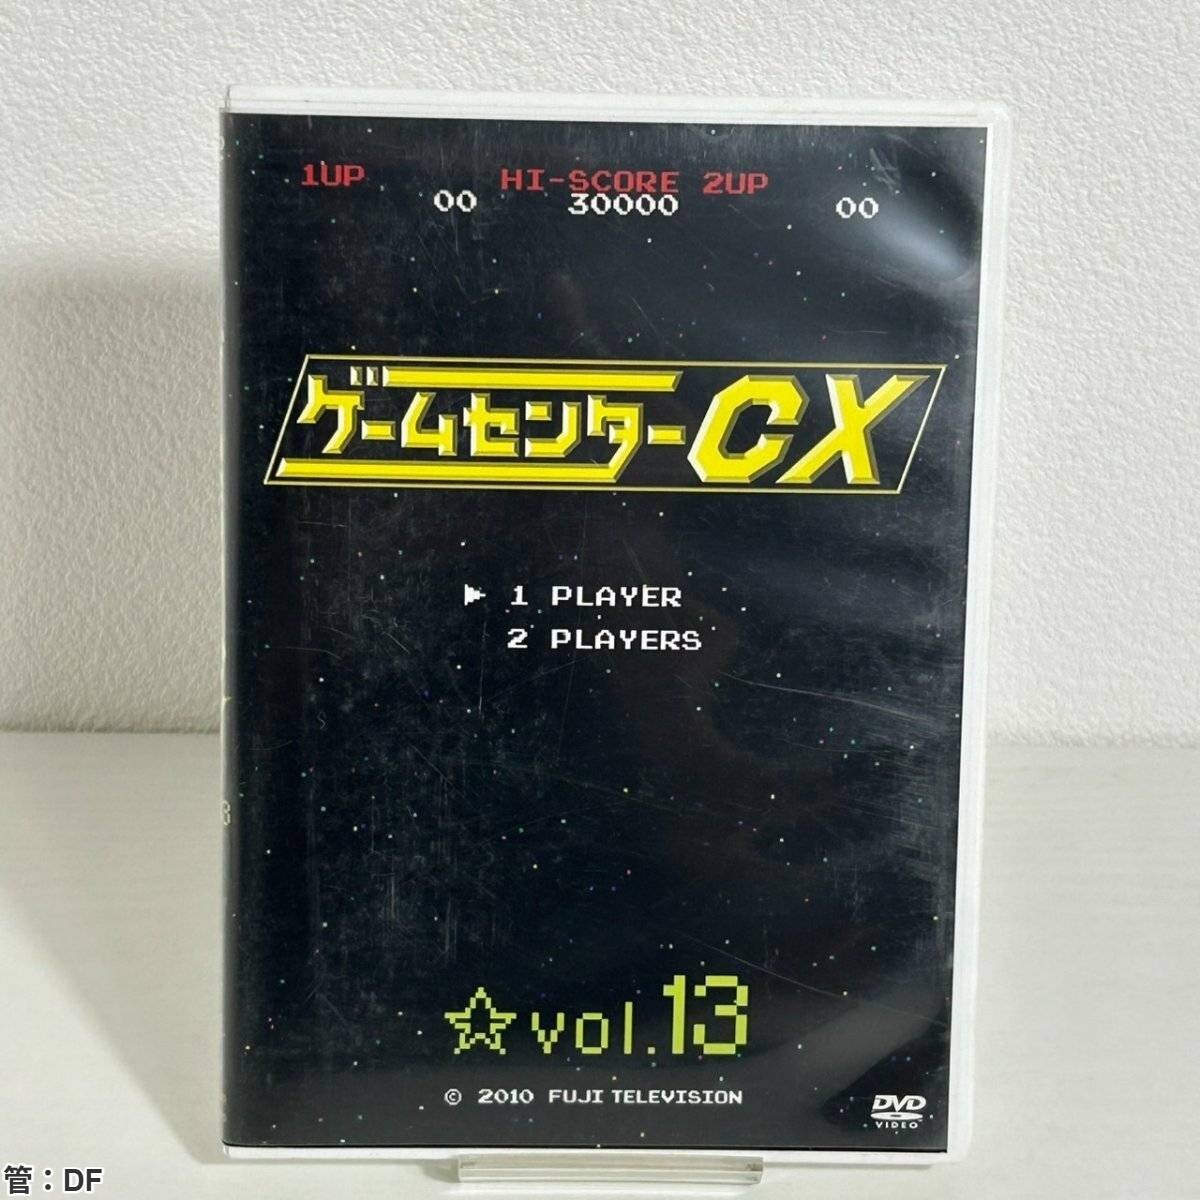 1UP HI-SCORE 2UP
00 30000 00
ゲームセンターCX
1 PLAYER
2 PLAYERS
vol.13
© 2010 FUJI TELEVISION
DVD
VIDEO
管:DF